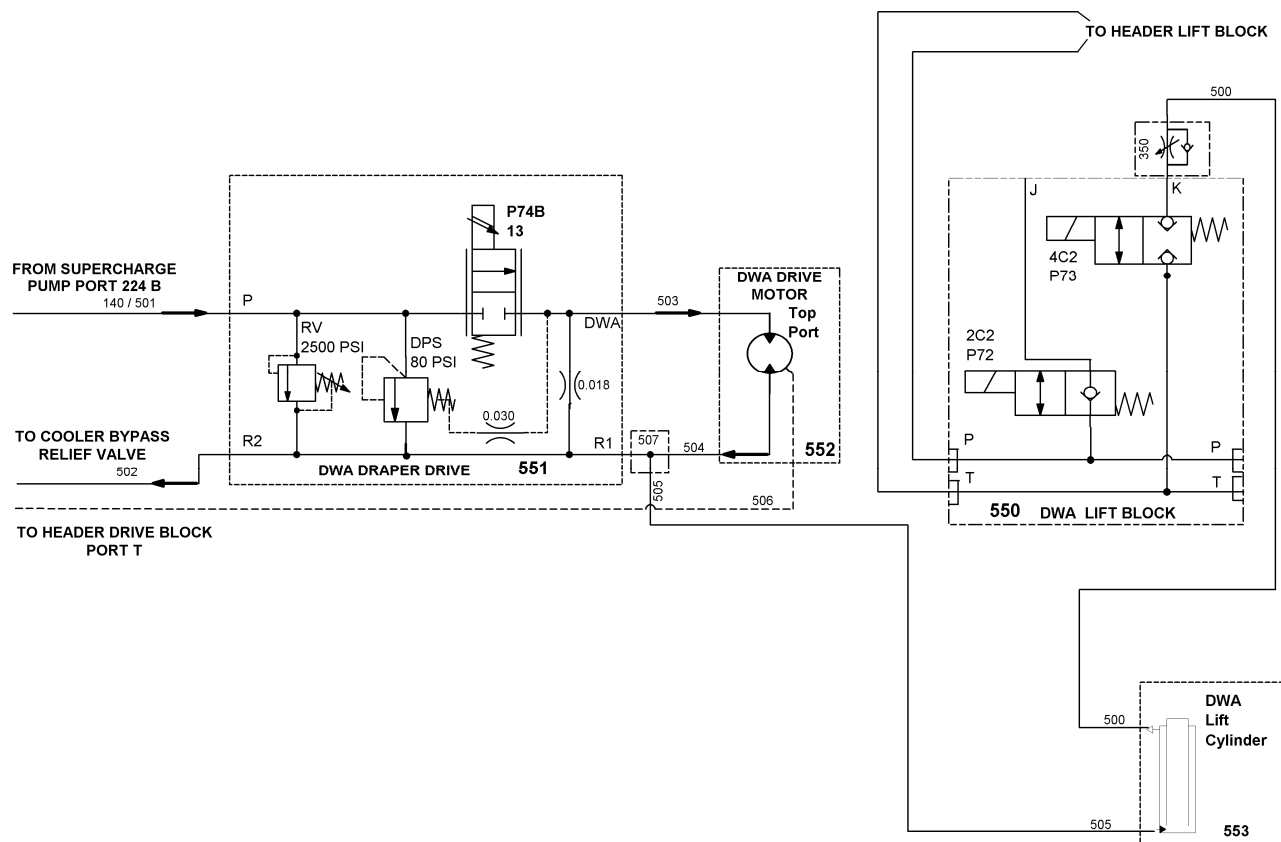 TO HEADER LIFT BLOCK
500
350
J
K
P74B
13
4C2
P73
FROM SUPERCHARGE
PUMP PORT 224 B
140 / 501
P
RV
2500 PSI
DPS
80 PSI
DWA
503
DWA DRIVE
MOTOR
Top
Port
2C2
P72
0.018
0.030
TO COOLER BYPASS
RELIEF VALVE
502
R2
R1
507
504
552
DWA DRAPER DRIVE
551
505
506
P
P
T
T
550
DWA LIFT BLOCK
TO HEADER DRIVE BLOCK
PORT T
DWA
Lift
Cylinder
500
505
553